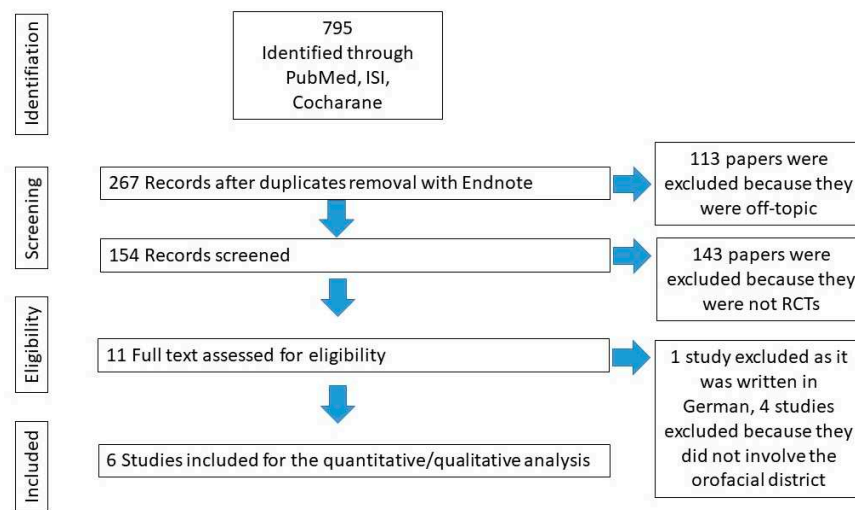 Identifiation
795
Identified through
PubMed, ISI,
Cocharane
Screening
267 Records after duplicates removal with Endnote
113 papers were
excluded because they
were off-topic
154 Records screened
143 papers were
excluded because they
were not RCTs
Eligibility
11 Full text assessed for eligibility
1 study excluded as it
was written in
German, 4 studies
excluded because they
did not involve the
orofacial district
Included
6 Studies included for the quantitative/qualitative analysis